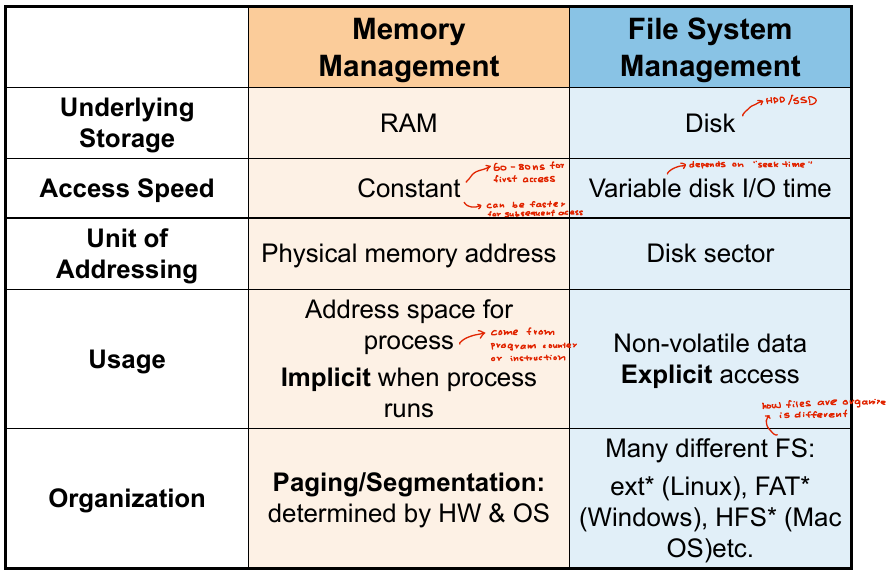 Memory
Management
File System
Management
Underlying
Storage
RAM
Disk
HDD/SSD
Access Speed
Constant
60-80ns for
first access
can be faster
for subsequent acess
Variable disk I/O time
depends on "seek time"
Unit of
Addressing
Physical memory address
Disk sector
Usage
Address space for
process
come from
program counter
or instruction
Implicit when process
runs
Non-volatile data
Explicit access
how files are organize
is different
Organization
Paging/Segmentation:
determined by HW & OS
Many different FS:
ext* (Linux), FAT*
(Windows), HFS* (Mac
OS)etc.